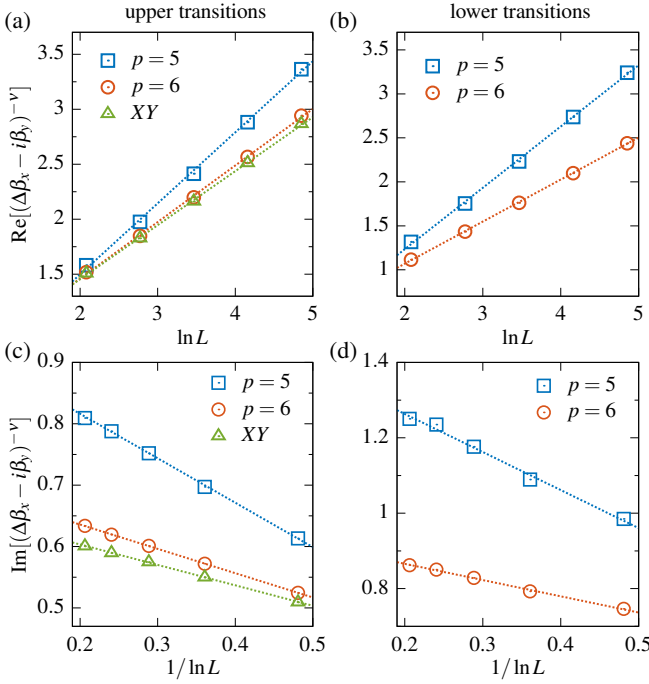 upper transitions
lower transitions
(a)
(b)
Re[(Δβx − iβy)^−ν]
3.5
3
2.5
2
1.5
p = 5
p = 6
XY
2
3
4
5
ln L
3.5
3
2.5
2
1.5
1
p = 5
p = 6
2
3
4
5
ln L
(c)
(d)
Im[(Δβx − iβy)^−ν]
0.9
0.8
0.7
0.6
0.5
p = 5
p = 6
XY
0.2
0.3
0.4
0.5
1/ ln L
1.4
1.2
1
0.8
p = 5
p = 6
0.2
0.3
0.4
0.5
1/ ln L